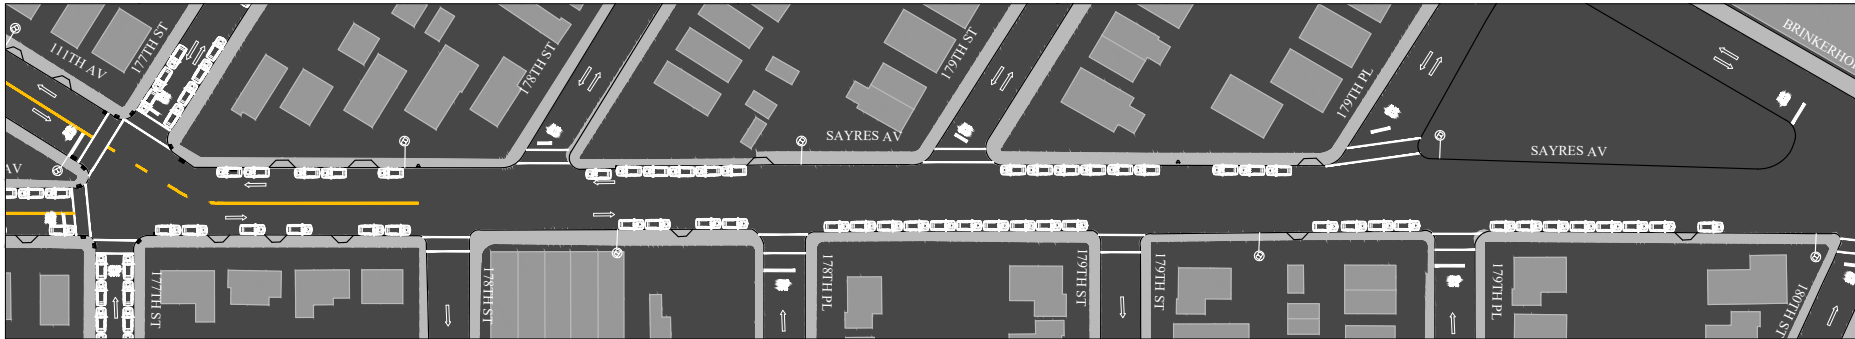 111TH AV
177TH ST
178TH ST
179TH ST
179TH PL
BRINKERHO
SAYRES AV
SAYRES AV
AV
177TH ST
178TH ST
178TH PL
179TH ST
179TH ST
179TH PL
180TH ST